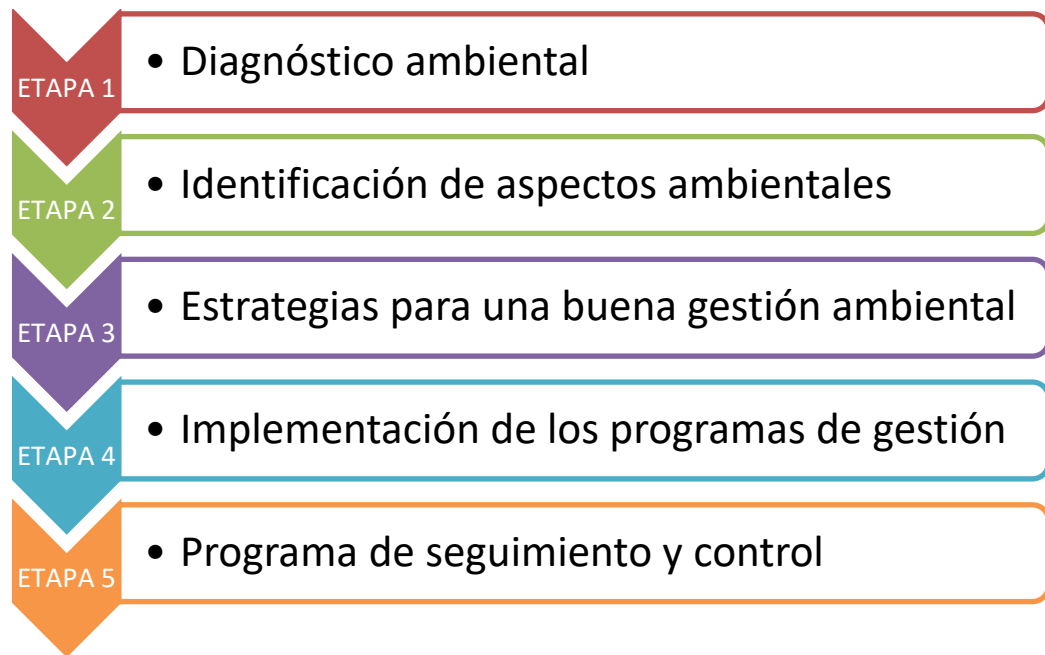 ETAPA 1
• Diagnóstico ambiental
ETAPA 2
• Identificación de aspectos ambientales
ETAPA 3
• Estrategias para una buena gestión ambiental
ETAPA 4
• Implementación de los programas de gestión
ETAPA 5
• Programa de seguimiento y control